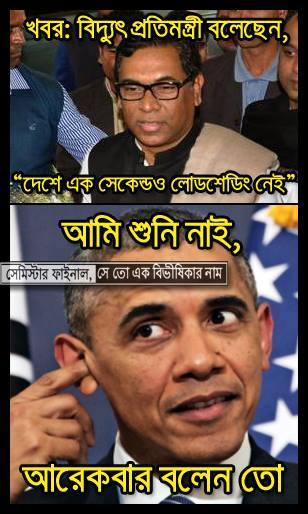 খবর: বিদ্যুৎ প্রতিমন্ত্রী বলেছেন,
“দেশে এক সেকেন্ডও লোডশেডিং নেই”
আমি শুনি নাই,
সেমিস্টার ফাইনাল, সে তো এক বিভীষিকার নাম
আরেকবার বলেন তো